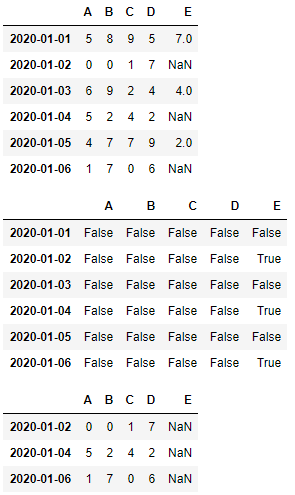 A B C D E
2020-01-01 5 8 9 5 7.0
2020-01-02 0 0 1 7 NaN
2020-01-03 6 9 2 4 4.0
2020-01-04 5 2 4 2 NaN
2020-01-05 4 7 7 9 2.0
2020-01-06 1 7 0 6 NaN
A B C D E
2020-01-01 False False False False False
2020-01-02 False False False False True
2020-01-03 False False False False False
2020-01-04 False False False False True
2020-01-05 False False False False False
2020-01-06 False False False False True
A B C D E
2020-01-02 0 0 1 7 NaN
2020-01-04 5 2 4 2 NaN
2020-01-06 1 7 0 6 NaN